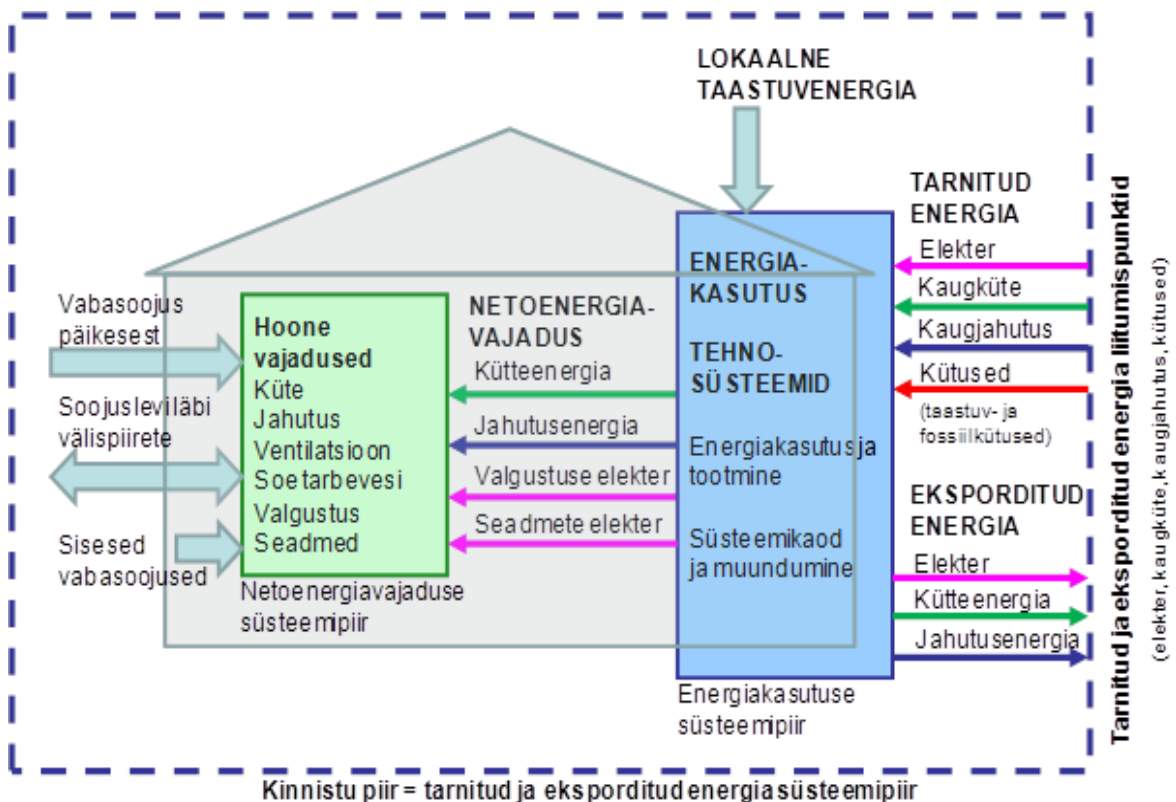 LOKAALNE
TAASTUVENERGIA
TARNITUD
ENERGIA
Elekter
Kaugküte
Kaugjahutus
Kütused
(taastuv- ja
fossiilkütused)
EKSPORDITUD
ENERGIA
Elekter
Kütteenergia
Jahutusenergia
ENERGIA-
KASUTUS
TEHNO-
SÜSTEEMID
Energiakasutus ja
tootmine
Süsteemikaod
ja muundumine
Energiakasutuse
süsteemipiir
NETOENERGIA-
VAJADUS
Kütteenergia
Jahutusenergia
Valgustuse elekter
Seadmete elekter
Hoone
vajadused
Küte
Jahutus
Ventilatsioon
Soe tarbevesi
Valgustus
Seadmed
Netoenergiavajaduse
süsteemipiir
Vabasoojus
päikesest
Soojuslevi läbi
välispiirete
Sisesed
vabasoojused
Tarnitud ja eksporditud energia liitumispunktid
(elekter, kaugküte, kaugjahutus, kütused)
Kinnistu piir = tarnitud ja eksporditud energia süsteemipiir